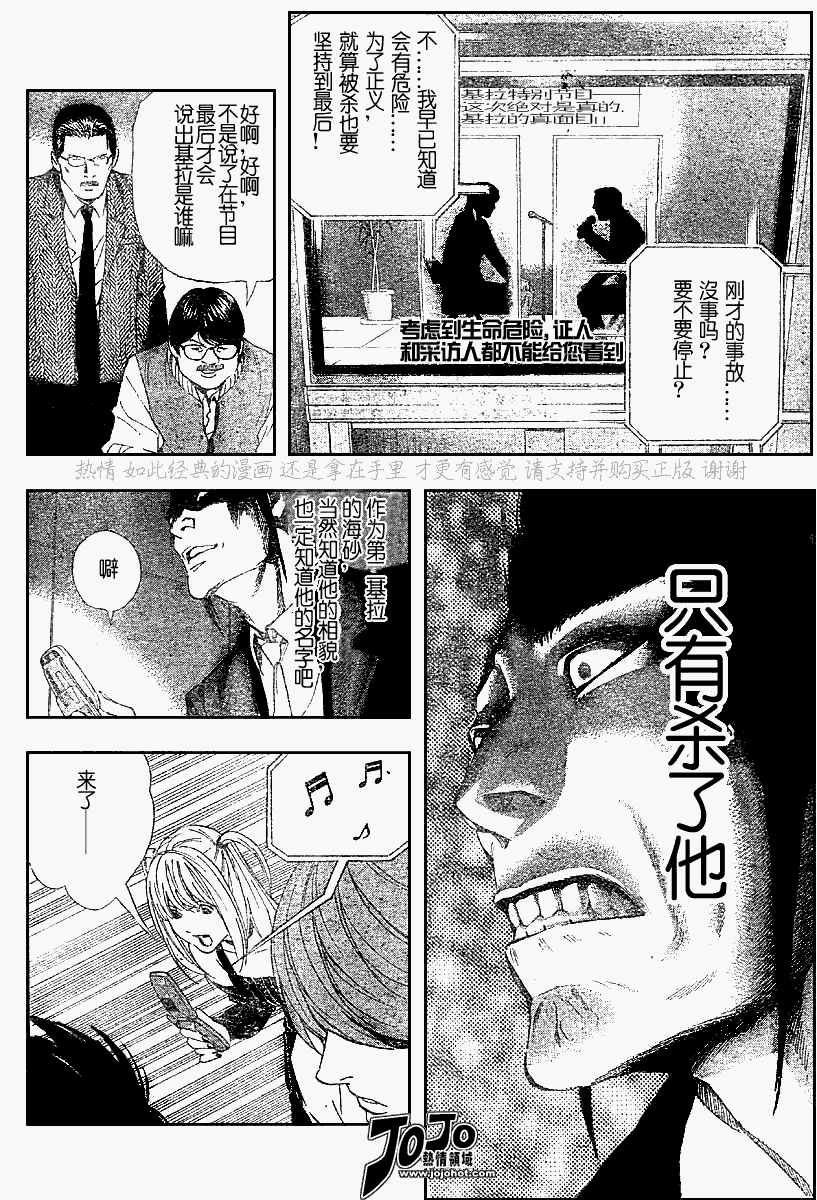 刚才的事故……
沒事吗？
要不要停止？
不……我早已知道
会有危险……
为了正义，
就算被杀也要
坚持到最后！
基拉特别节目
这次绝对是真的.
基拉的真面目!!
考虑到生命危险, 证人
和采访人都不能给您看到
好啊，好啊
不是说了在节目
最后才会
说出基拉是谁嘛
热情 如此经典的漫画 还是拿在手里 才更有感觉 请支持并购买正版 谢谢
只有杀了他
作为第二基拉
的海砂，
当然知道他的相貌，
也一定知道他的名字吧
噼
来了——
JoJo
熱情領域
www.jojohot.com